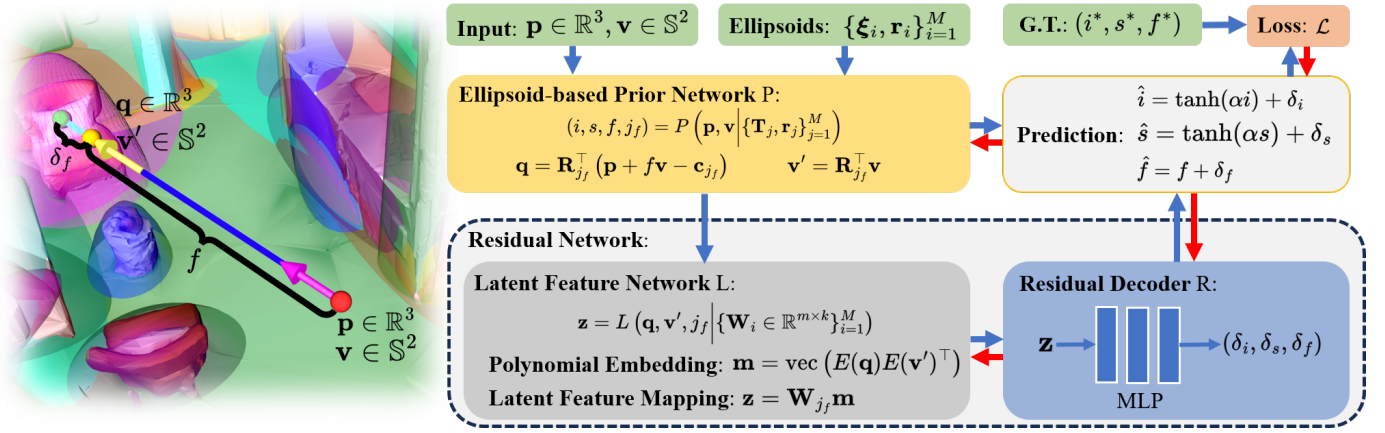 q ∈ ℝ³
v′ ∈ 𝕊²
δ_f
f
p ∈ ℝ³
v ∈ 𝕊²
Input: p ∈ ℝ³, v ∈ 𝕊²
Ellipsoids: {ξ_i, r_i}_{i=1}^M
G.T.: (i*, s*, f*)
Loss: ℒ
Ellipsoid-based Prior Network P:
(i, s, f, j_f) = P (p, v | {T_j, r_j}_{j=1}^M)
q = R_{j_f}^⊤ (p + fv − c_{j_f}) v′ = R_{j_f}^⊤ v
Prediction:
î = tanh(αi) + δ_i
ŝ = tanh(αs) + δ_s
f̂ = f + δ_f
Residual Network:
Latent Feature Network L:
z = L (q, v′, j_f | {W_i ∈ ℝ^{m×k}}_{i=1}^M)
Polynomial Embedding: m = vec (E(q)E(v′)^⊤)
Latent Feature Mapping: z = W_{j_f} m
Residual Decoder R:
z
(δ_i, δ_s, δ_f)
MLP